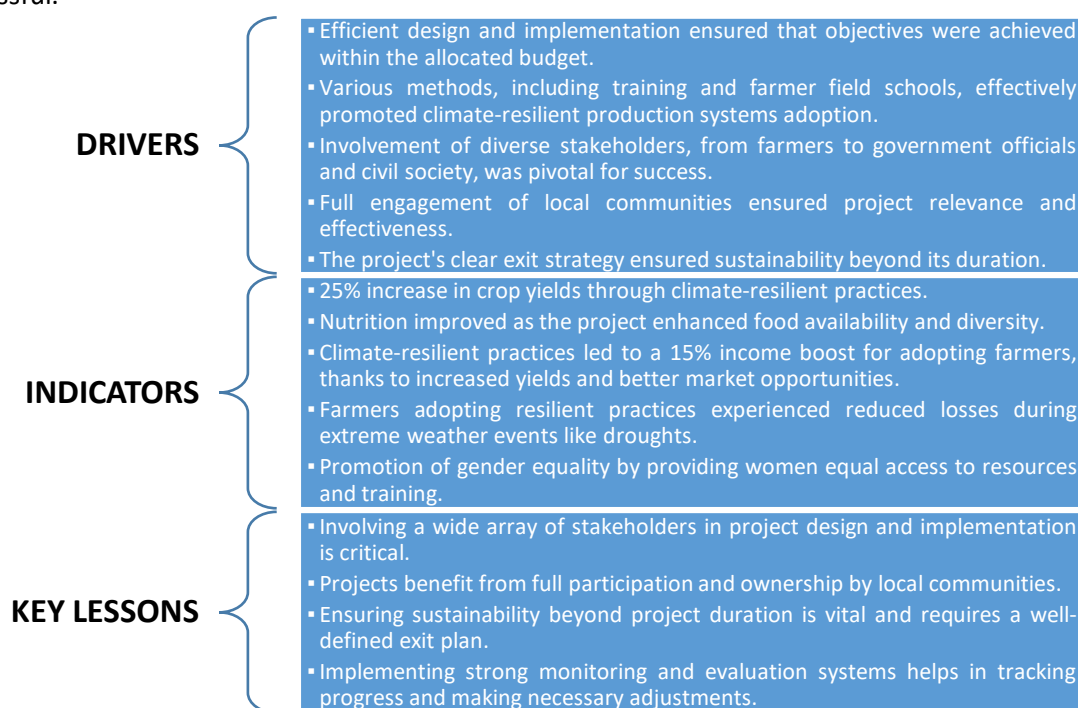 DRIVERS
▪ Efficient design and implementation ensured that objectives were achieved
within the allocated budget.
▪ Various methods, including training and farmer field schools, effectively
promoted climate-resilient production systems adoption.
▪ Involvement of diverse stakeholders, from farmers to government officials
and civil society, was pivotal for success.
▪ Full engagement of local communities ensured project relevance and
effectiveness.
▪ The project's clear exit strategy ensured sustainability beyond its duration.
INDICATORS
▪ 25% increase in crop yields through climate-resilient practices.
▪ Nutrition improved as the project enhanced food availability and diversity.
▪ Climate-resilient practices led to a 15% income boost for adopting farmers,
thanks to increased yields and better market opportunities.
▪ Farmers adopting resilient practices experienced reduced losses during
extreme weather events like droughts.
▪ Promotion of gender equality by providing women equal access to resources
and training.
KEY LESSONS
▪ Involving a wide array of stakeholders in project design and implementation
is critical.
▪ Projects benefit from full participation and ownership by local communities.
▪ Ensuring sustainability beyond project duration is vital and requires a well-
defined exit plan.
▪ Implementing strong monitoring and evaluation systems helps in tracking
progress and making necessary adjustments.